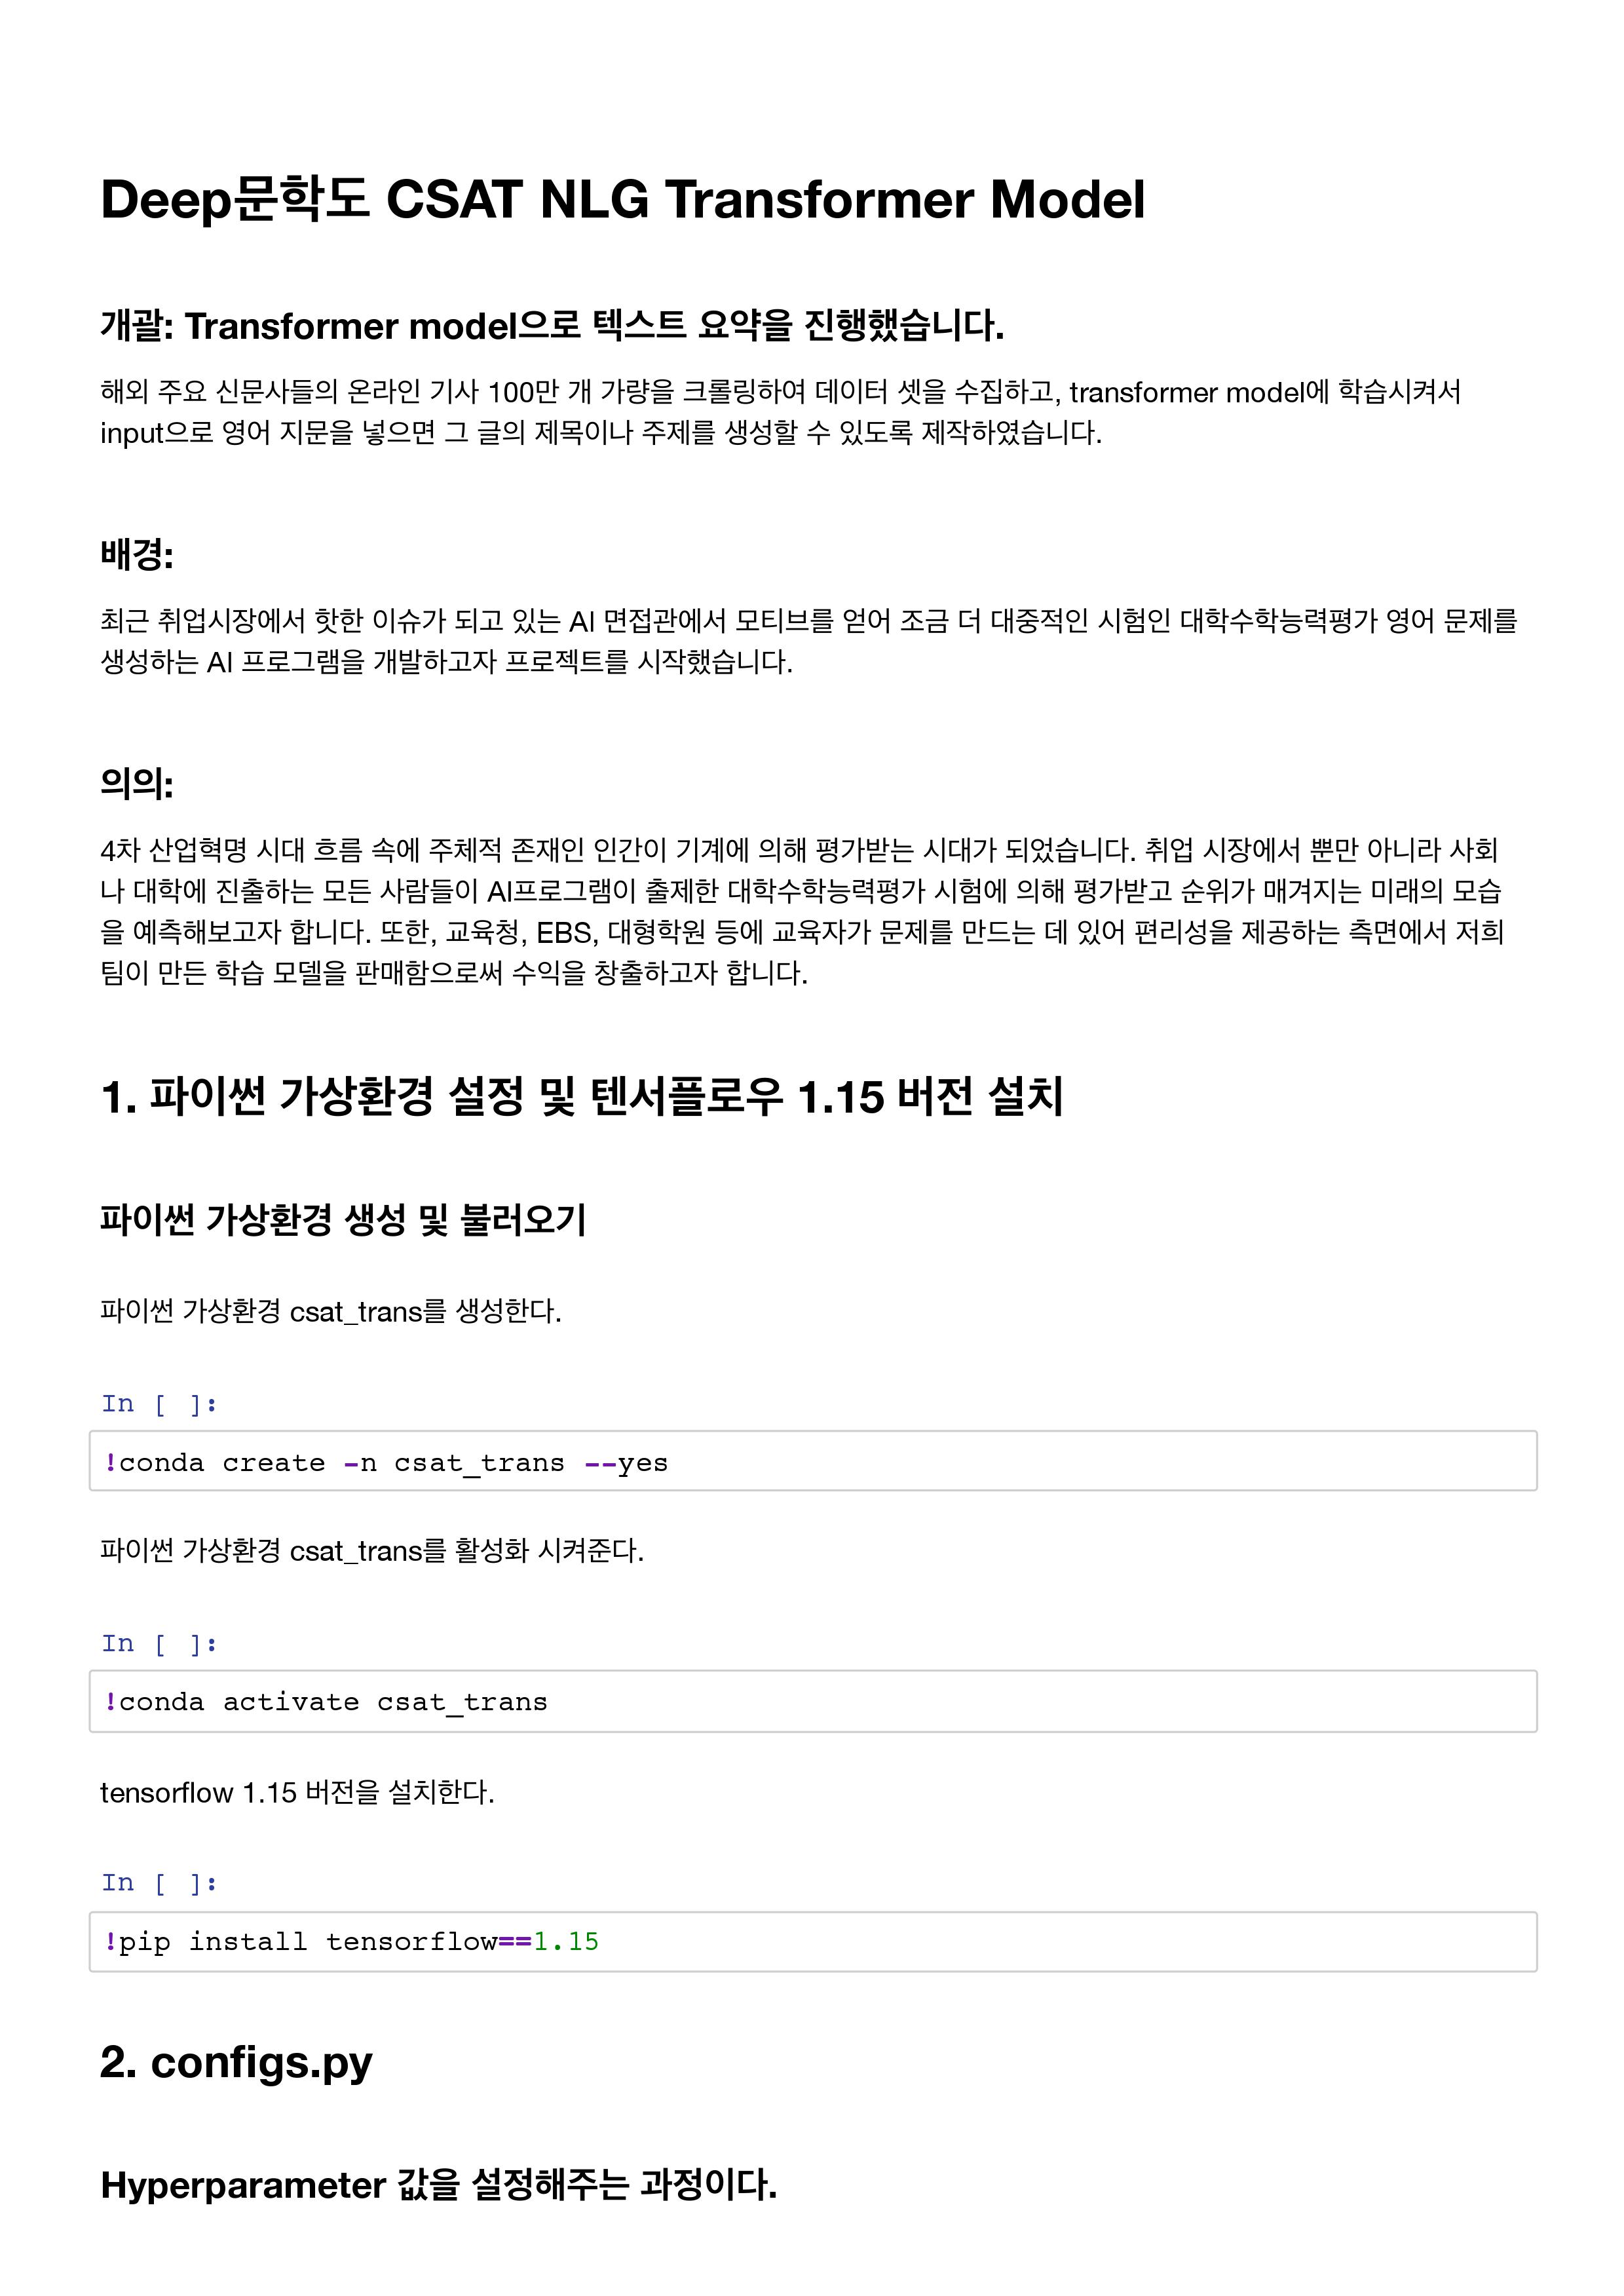 Deep문학도 CSAT NLG Transformer Model
개괄: Transformer model으로 텍스트 요약을 진행했습니다.
해외 주요 신문사들의 온라인 기사 100만 개 가량을 크롤링하여 데이터 셋을 수집하고, transformer model에 학습시켜서
input으로 영어 지문을 넣으면 그 글의 제목이나 주제를 생성할 수 있도록 제작하였습니다.
배경:
최근 취업시장에서 핫한 이슈가 되고 있는 AI 면접관에서 모티브를 얻어 조금 더 대중적인 시험인 대학수학능력평가 영어 문제를
생성하는 AI 프로그램을 개발하고자 프로젝트를 시작했습니다.
의의:
4차 산업혁명 시대 흐름 속에 주체적 존재인 인간이 기계에 의해 평가받는 시대가 되었습니다. 취업 시장에서 뿐만 아니라 사회
나 대학에 진출하는 모든 사람들이 AI프로그램이 출제한 대학수학능력평가 시험에 의해 평가받고 순위가 매겨지는 미래의 모습
을 예측해보고자 합니다. 또한, 교육청, EBS, 대형학원 등에 교육자가 문제를 만드는 데 있어 편리성을 제공하는 측면에서 저희
팀이 만든 학습 모델을 판매함으로써 수익을 창출하고자 합니다.
1. 파이썬 가상환경 설정 및 텐서플로우 1.15 버전 설치
파이썬 가상환경 생성 및 불러오기
파이썬 가상환경 csat_trans를 생성한다.
In [ ]:
!conda create -n csat_trans --yes
파이썬 가상환경 csat_trans를 활성화 시켜준다.
In [ ]:
!conda activate csat_trans
tensorflow 1.15 버전을 설치한다.
In [ ]:
!pip install tensorflow==1.15
2. configs.py
Hyperparameter 값을 설정해주는 과정이다.